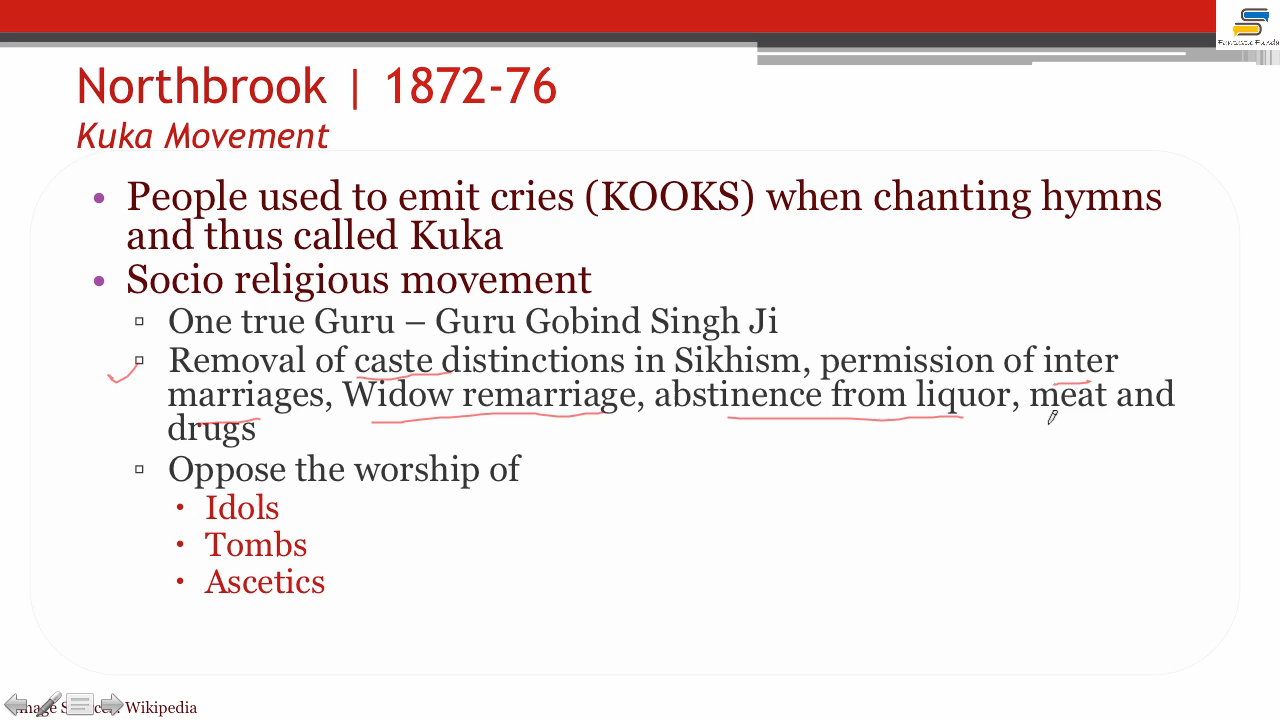 Northbrook | 1872-76
Kuka Movement
• People used to emit cries (KOOKS) when chanting hymns
and thus called Kuka
• Socio religious movement
▫ One true Guru – Guru Gobind Singh Ji
▫ Removal of caste distinctions in Sikhism, permission of inter
marriages, Widow remarriage, abstinence from liquor, meat and
drugs
▫ Oppose the worship of
• Idols
• Tombs
• Ascetics
Wikipedia